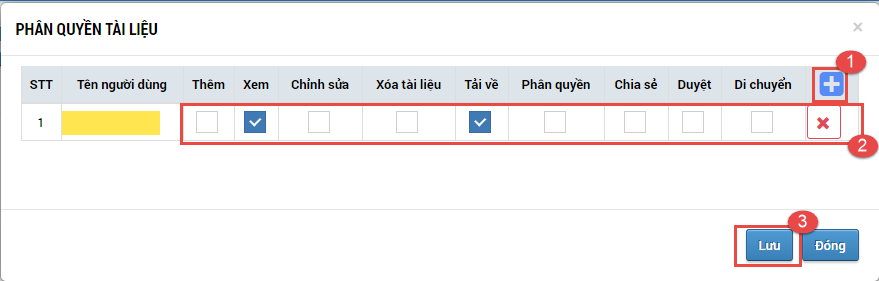 PHÂN QUYỀN TÀI LIỆU ×
STT Tên người dùng Thêm Xem Chỉnh sửa Xóa tài liệu Tải về Phân quyền Chia sẻ Duyệt Di chuyển 1
1 2
3
Lưu Đóng